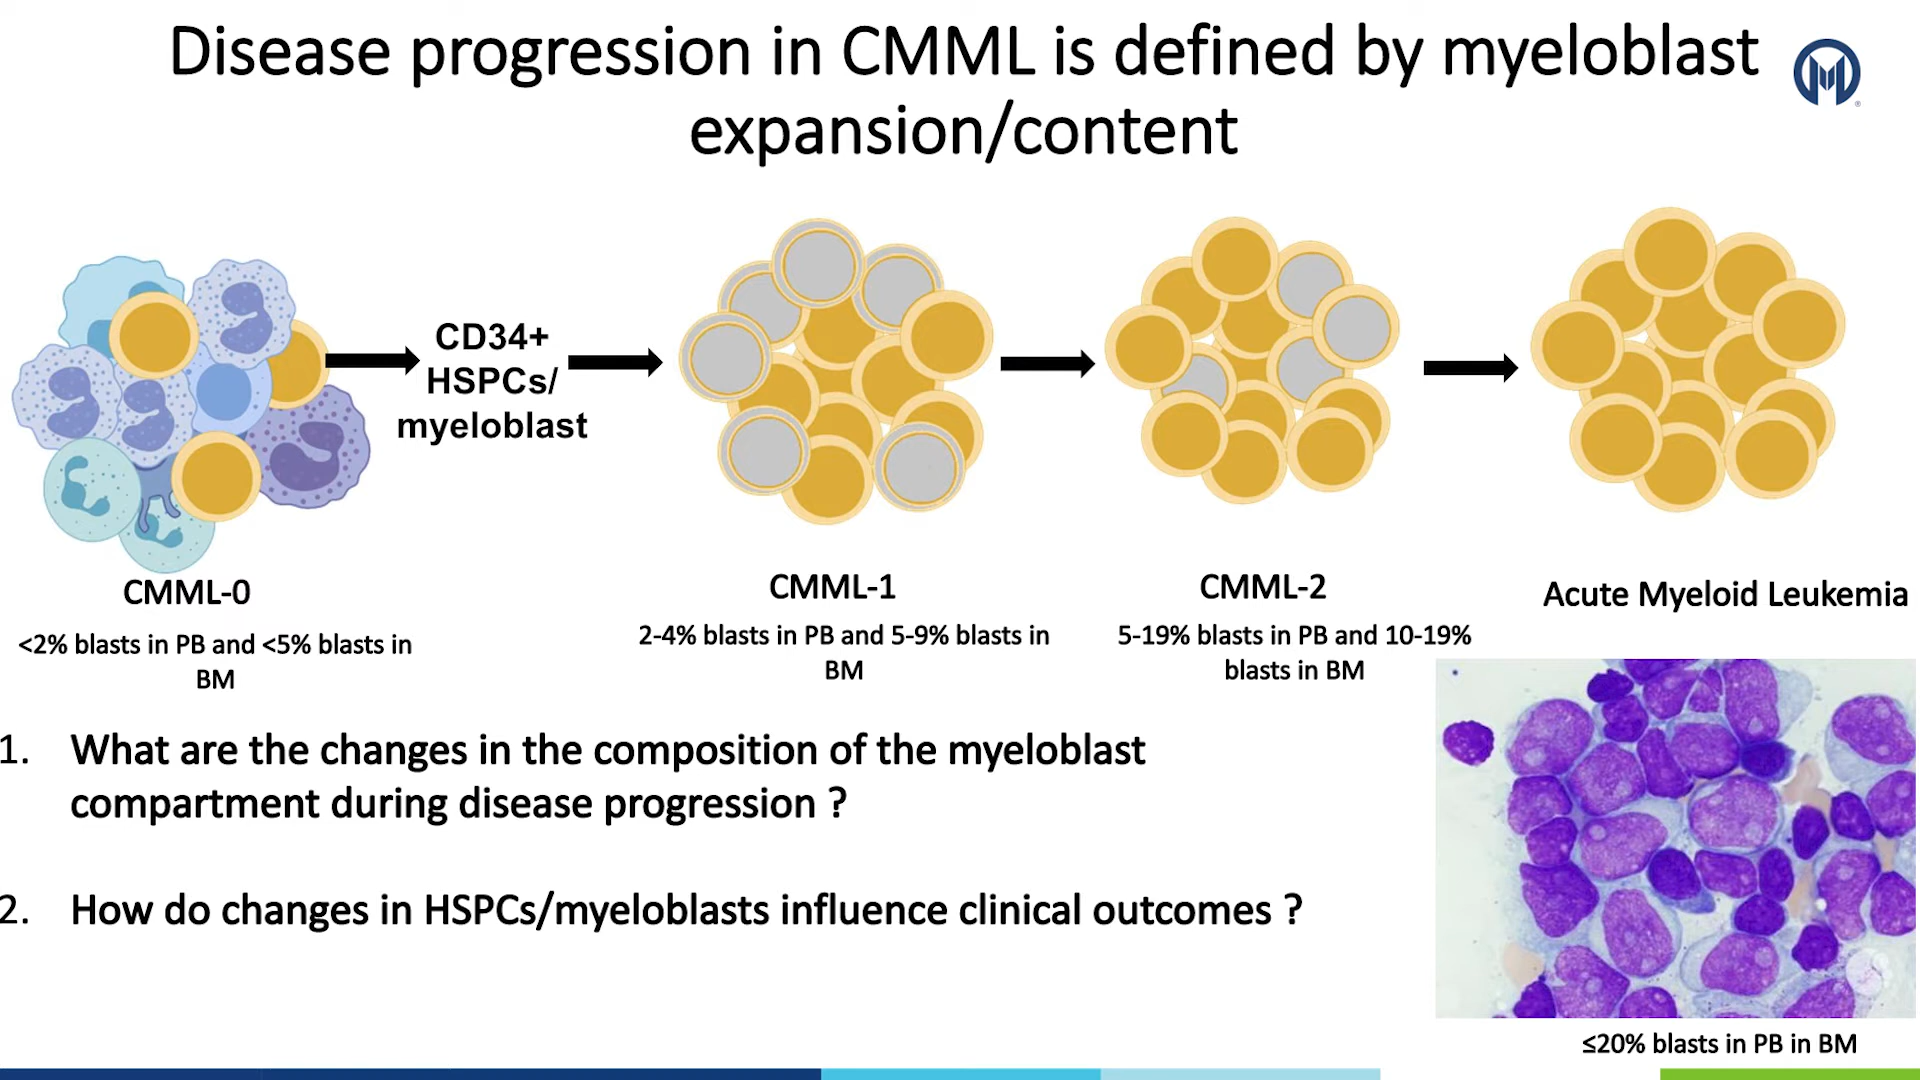 Disease progression in CMML is defined by myeloblast
expansion/content
CD34+
HSPCs/
myeloblast
CMML-0
<2% blasts in PB and <5% blasts in
BM
CMML-1
2-4% blasts in PB and 5-9% blasts in
BM
CMML-2
5-19% blasts in PB and 10-19%
blasts in BM
Acute Myeloid Leukemia
1. What are the changes in the composition of the myeloblast
compartment during disease progression ?
2. How do changes in HSPCs/myeloblasts influence clinical outcomes ?
≤20% blasts in PB in BM